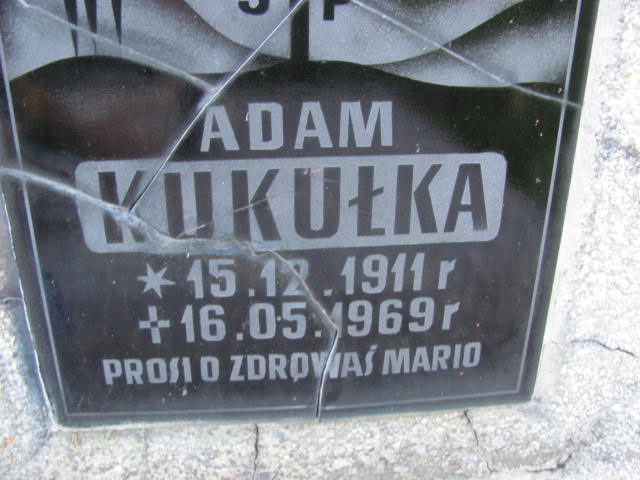 Ś P
ADAM
KUKUŁKA
* 15.12.1911 r
+ 16.05.1969 r
PROSI O ZDROWAŚ MARIO